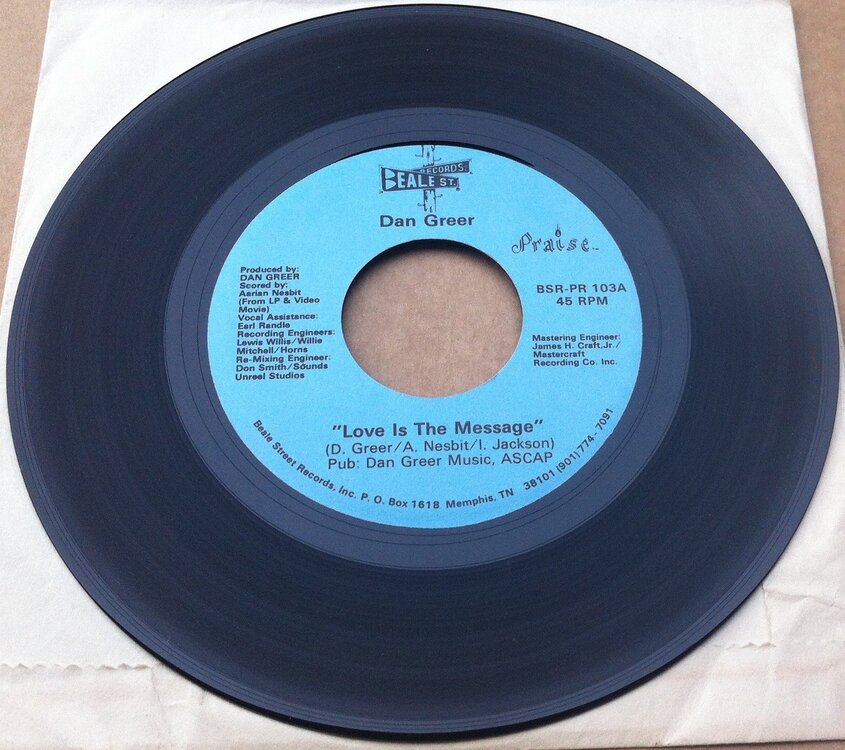 RECORDS.
BEALE ST.
Dan Greer
Praise
Produced by:
DAN GREER
Scored by:
Aarian Nesbit
(From LP & Video
Movie)
Vocal Assistance:
Earl Randle
Recording Engineers:
Lewis Willis/Willie
Mitchell/Horns
Re-Mixing Engineer:
Don Smith/Sounds
Unreel Studios
BSR-PR 103A
45 RPM
Mastering Engineer:
James H. Craft,Jr./
Mastercraft
Recording Co. Inc.
"Love Is The Message"
(D. Greer/A. Nesbit/I. Jackson)
Pub: Dan Greer Music, ASCAP
Beale Street Records, Inc. P. O. Box 1618 Memphis, TN 38101 (901) 774-7091